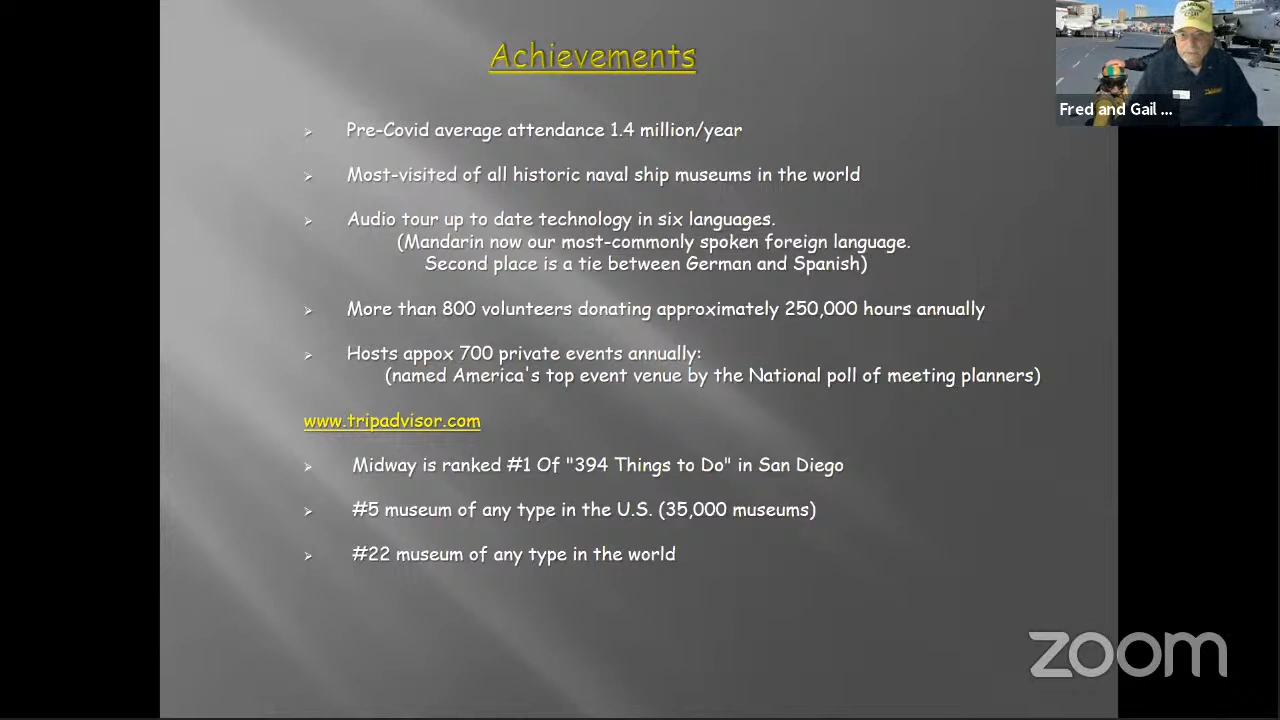 Achievements
Pre-Covid average attendance 1.4 million/year
Most-visited of all historic naval ship museums in the world
Audio tour up to date technology in six languages.
(Mandarin now our most-commonly spoken foreign language.
Second place is a tie between German and Spanish)
More than 800 volunteers donating approximately 250,000 hours annually
Hosts appox 700 private events annually:
(named America's top event venue by the National poll of meeting planners)
www.tripadvisor.com
Midway is ranked #1 Of "394 Things to Do" in San Diego
#5 museum of any type in the U.S. (35,000 museums)
#22 museum of any type in the world
Fred and Gail ...
zoom